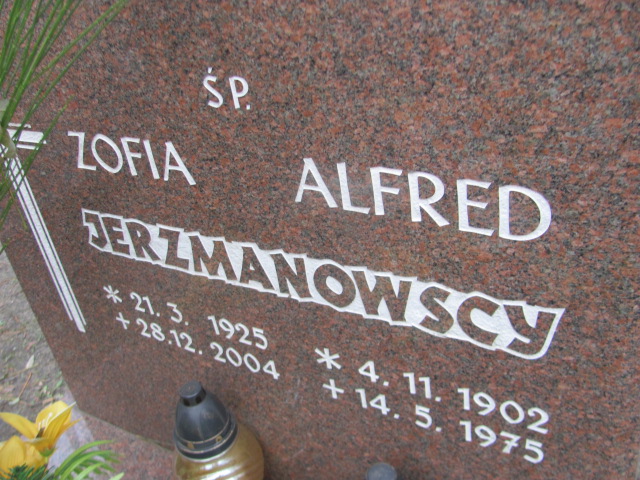 ŚP.
ZOFIA ALFRED
JERZMANOWSCY
* 21. 3. 1925 * 4. 11. 1902
+ 28.12. 2004 + 14. 5. 1975